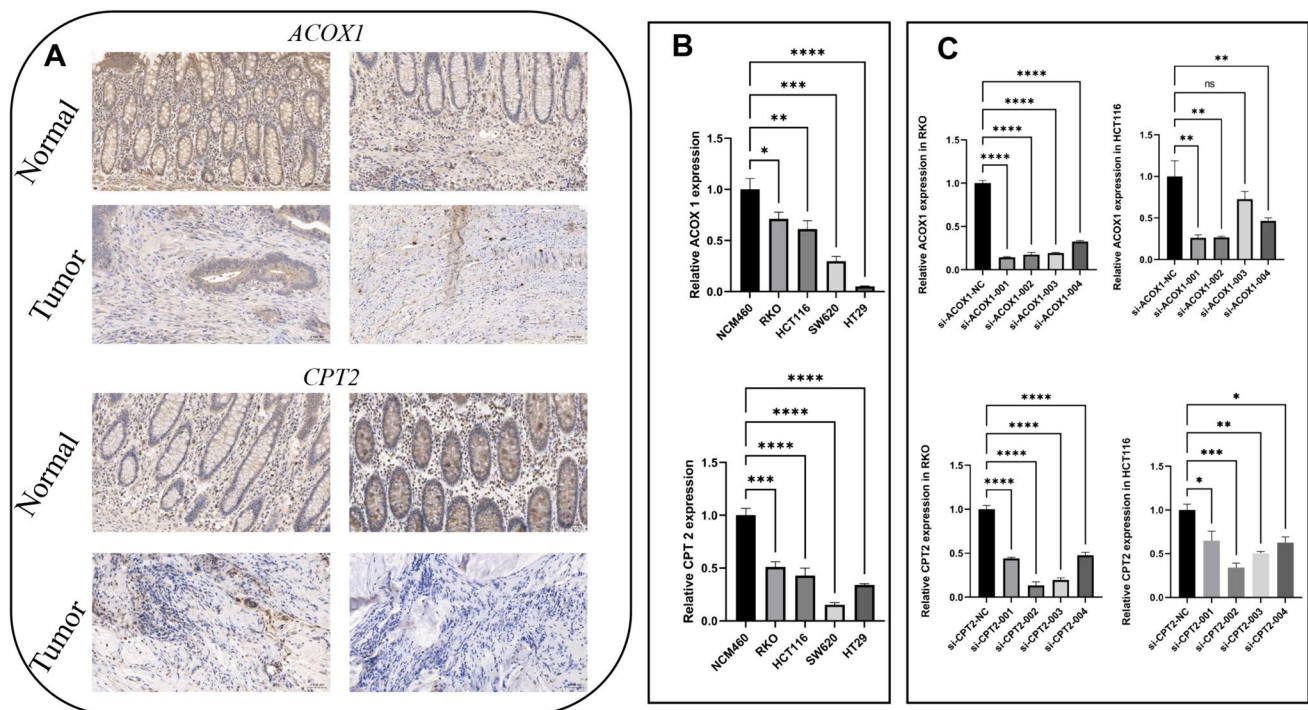 A
ACOX1
Normal
Tumor
CPT2
Normal
Tumor
B
Relative ACOX 1 expression
****
***
**
*
1.5
1.0
0.5
0.0
NCM460
RKO
HCT116
SW620
HT29
Relative CPT 2 expression
****
****
****
***
1.5
1.0
0.5
0.0
NCM460
RKO
HCT116
SW620
HT29
C
Relative ACOX1 expression in RKO
****
****
****
****
1.5
1.0
0.5
0.0
si-ACOX1-NC
si-ACOX1-001
si-ACOX1-002
si-ACOX1-003
si-ACOX1-004
Relative ACOX1 expression in HCT116
**
ns
**
**
1.5
1.0
0.5
0.0
si-ACOX1-NC
si-ACOX1-001
si-ACOX1-002
si-ACOX1-003
si-ACOX1-004
Relative CPT2 expression in RKO
****
****
****
****
1.5
1.0
0.5
0.0
si-CPT2-NC
si-CPT2-001
si-CPT2-002
si-CPT2-003
si-CPT2-004
Relative CPT2 expression in HCT116
*
**
***
*
1.5
1.0
0.5
0.0
si-CPT2-NC
si-CPT2-001
si-CPT2-002
si-CPT2-003
si-CPT2-004